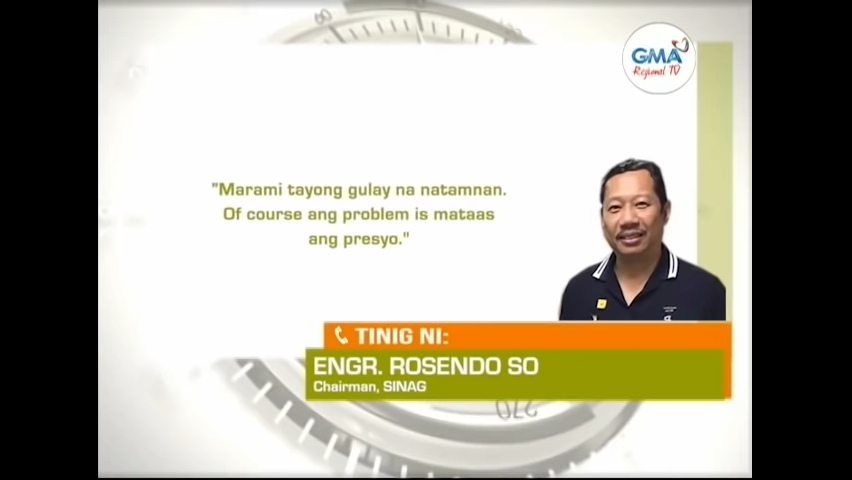 GMA
Regional TV
"Marami tayong gulay na natamnan.
Of course ang problem is mataas
ang presyo."
TINIG NI:
ENGR. ROSENDO SO
Chairman, SINAG
270